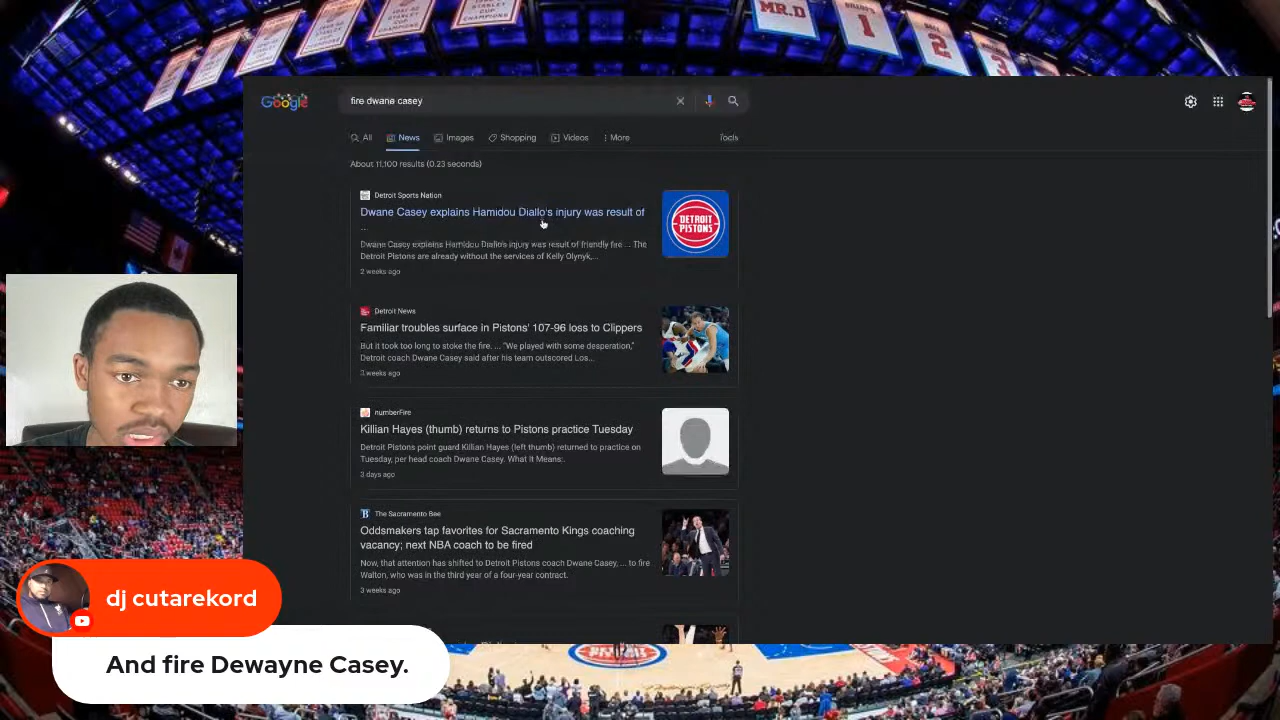 MR.D
1
2
3
Google
fire dwane casey
All
News
Images
Shopping
Videos
More
Tools
About 11,100 results (0.23 seconds)
Detroit Sports Nation
Dwane Casey explains Hamidou Diallo's injury was result of
...
Dwane Casey explains Hamidou Diallo's injury was result of friendly fire ... The
Detroit Pistons are already without the services of Kelly Olynyk,...
2 weeks ago
DETROIT
PISTONS
Detroit News
Familiar troubles surface in Pistons' 107-96 loss to Clippers
But it took too long to stoke the fire. ... "We played with some desperation,"
Detroit coach Dwane Casey said after his team outscored Los...
3 weeks ago
numberFire
Killian Hayes (thumb) returns to Pistons practice Tuesday
Detroit Pistons point guard Killian Hayes (left thumb) returned to practice on
Tuesday, per head coach Dwane Casey. What It Means:.
3 days ago
The Sacramento Bee
Oddsmakers tap favorites for Sacramento Kings coaching
vacancy; next NBA coach to be fired
Now, that attention has shifted to Detroit Pistons coach Dwane Casey, ... to fire
Walton, who was in the third year of a four-year contract.
3 weeks ago
dj cutarekord
And fire Dewayne Casey.